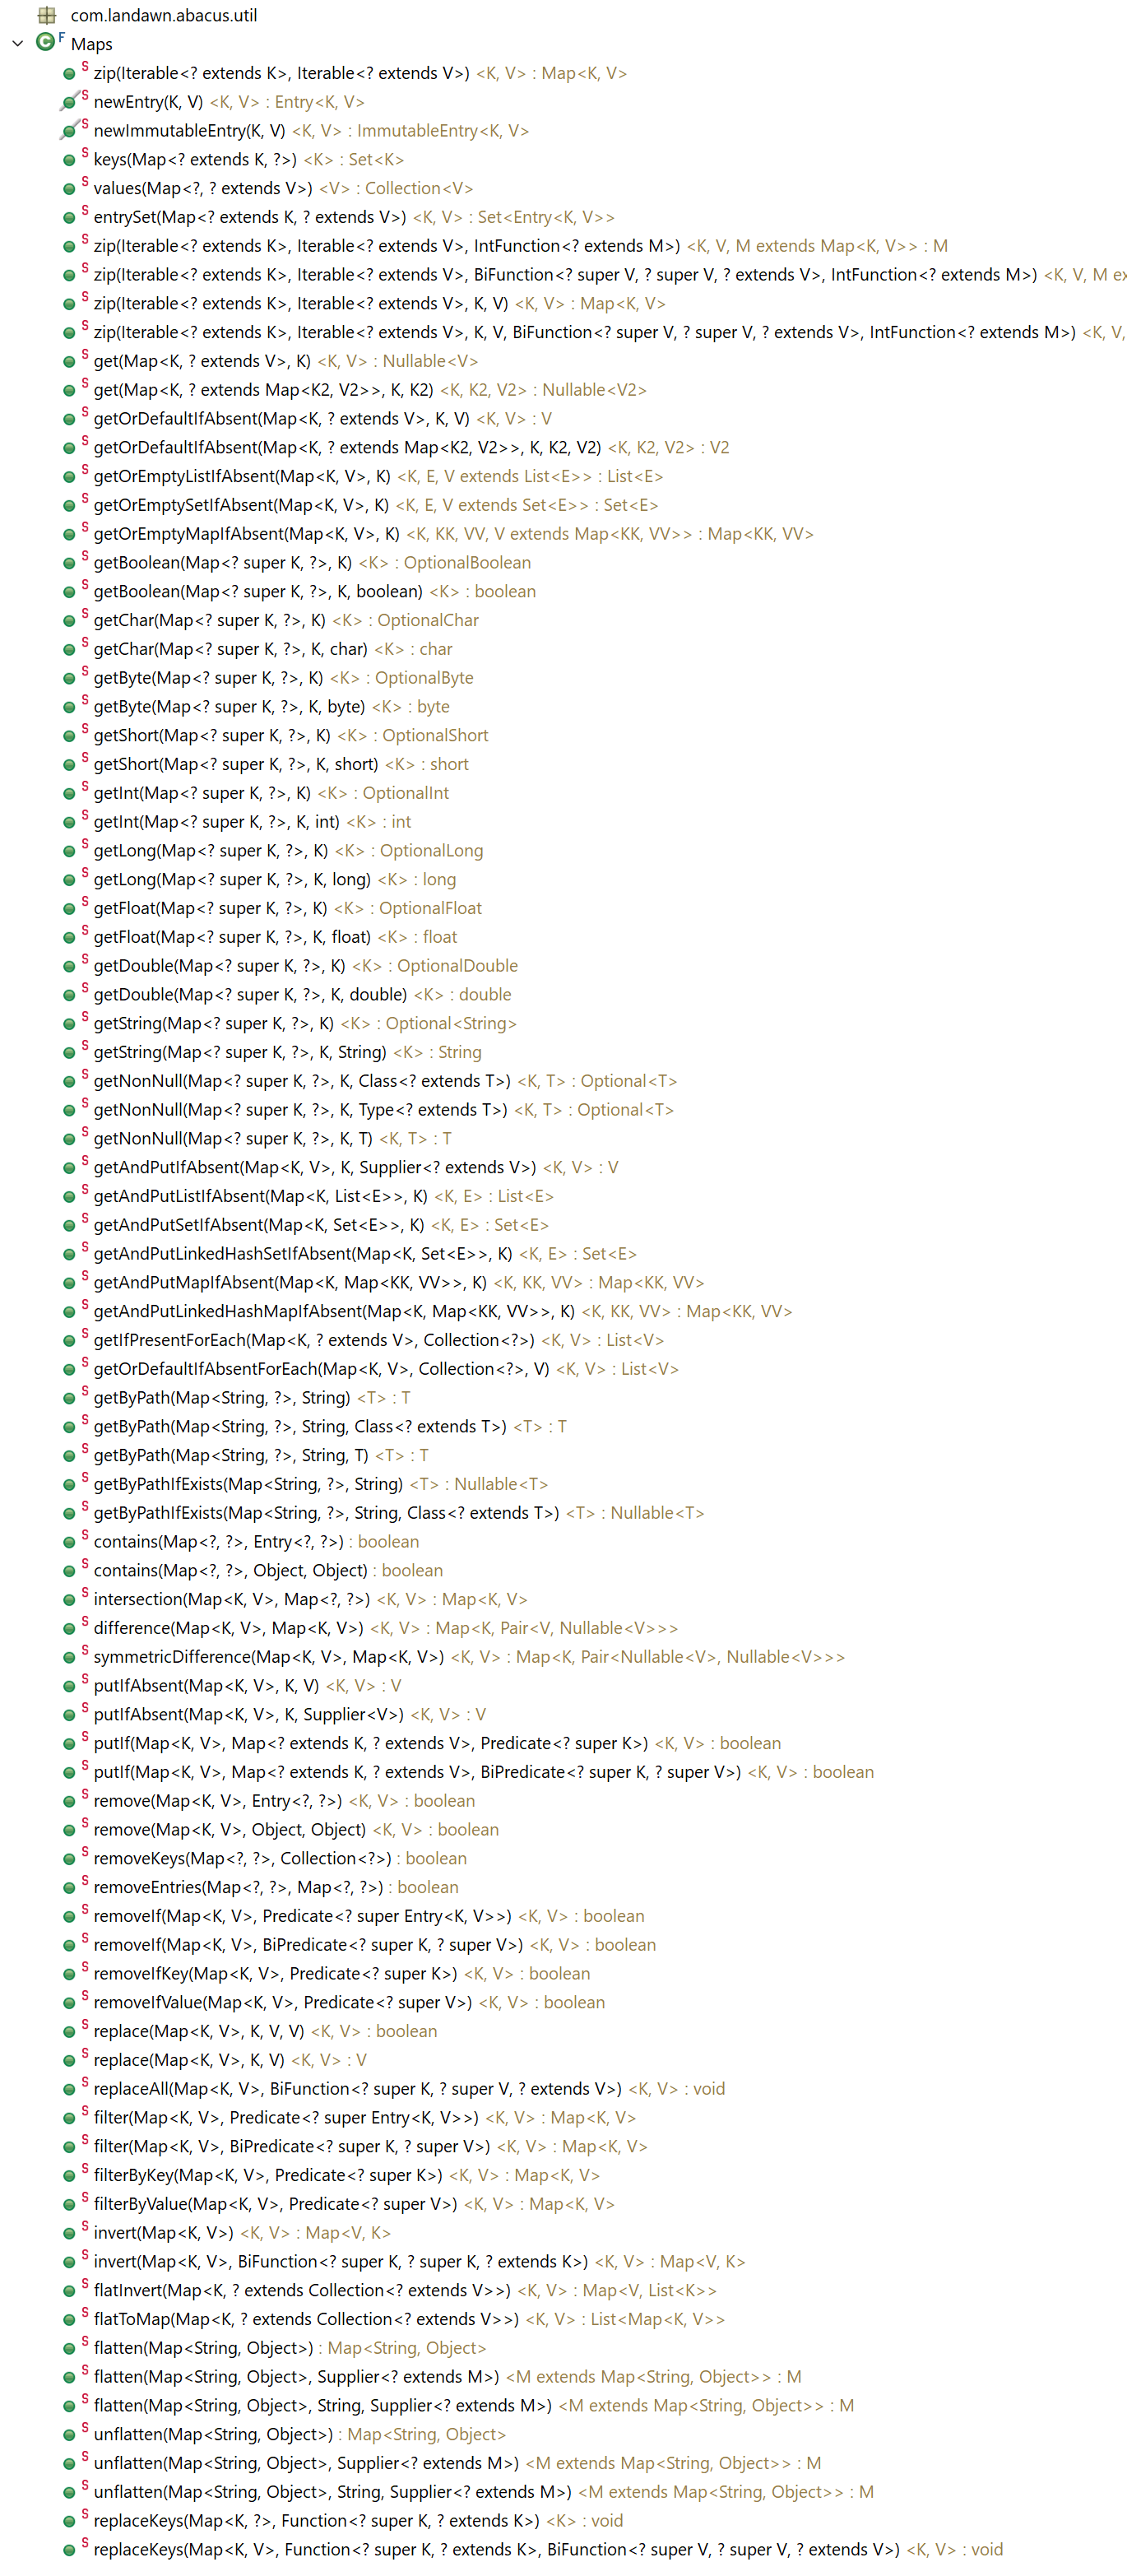 com.landawn.abacus.util
Maps
zip(Iterable<? extends K>, Iterable<? extends V>) <K, V> : Map<K, V>
newEntry(K, V) <K, V> : Entry<K, V>
newImmutableEntry(K, V) <K, V> : ImmutableEntry<K, V>
keys(Map<? extends K, ?>) <K> : Set<K>
values(Map<?, ? extends V>) <V> : Collection<V>
entrySet(Map<? extends K, ? extends V>) <K, V> : Set<Entry<K, V>>
zip(Iterable<? extends K>, Iterable<? extends V>, IntFunction<? extends M>) <K, V, M extends Map<K, V>> : M
zip(Iterable<? extends K>, Iterable<? extends V>, BiFunction<? super V, ? super V, ? extends V>, IntFunction<? extends M>) <K, V, M ex
zip(Iterable<? extends K>, Iterable<? extends V>, K, V) <K, V> : Map<K, V>
zip(Iterable<? extends K>, Iterable<? extends V>, K, V, BiFunction<? super V, ? super V, ? extends V>, IntFunction<? extends M>) <K, V,
get(Map<K, ? extends V>, K) <K, V> : Nullable<V>
get(Map<K, ? extends Map<K2, V2>>, K, K2) <K, K2, V2> : Nullable<V2>
getOrDefaultIfAbsent(Map<K, ? extends V>, K, V) <K, V> : V
getOrDefaultIfAbsent(Map<K, ? extends Map<K2, V2>>, K, K2, V2) <K, K2, V2> : V2
getOrEmptyListIfAbsent(Map<K, V>, K) <K, E, V extends List<E>> : List<E>
getOrEmptySetIfAbsent(Map<K, V>, K) <K, E, V extends Set<E>> : Set<E>
getOrEmptyMapIfAbsent(Map<K, V>, K) <K, KK, VV, V extends Map<KK, VV>> : Map<KK, VV>
getBoolean(Map<? super K, ?>, K) <K> : OptionalBoolean
getBoolean(Map<? super K, ?>, K, boolean) <K> : boolean
getChar(Map<? super K, ?>, K) <K> : OptionalChar
getChar(Map<? super K, ?>, K, char) <K> : char
getByte(Map<? super K, ?>, K) <K> : OptionalByte
getByte(Map<? super K, ?>, K, byte) <K> : byte
getShort(Map<? super K, ?>, K) <K> : OptionalShort
getShort(Map<? super K, ?>, K, short) <K> : short
getInt(Map<? super K, ?>, K) <K> : OptionalInt
getInt(Map<? super K, ?>, K, int) <K> : int
getLong(Map<? super K, ?>, K) <K> : OptionalLong
getLong(Map<? super K, ?>, K, long) <K> : long
getFloat(Map<? super K, ?>, K) <K> : OptionalFloat
getFloat(Map<? super K, ?>, K, float) <K> : float
getDouble(Map<? super K, ?>, K) <K> : OptionalDouble
getDouble(Map<? super K, ?>, K, double) <K> : double
getString(Map<? super K, ?>, K) <K> : Optional<String>
getString(Map<? super K, ?>, K, String) <K> : String
getNonNull(Map<? super K, ?>, K, Class<? extends T>) <K, T> : Optional<T>
getNonNull(Map<? super K, ?>, K, Type<? extends T>) <K, T> : Optional<T>
getNonNull(Map<? super K, ?>, K, T) <K, T> : T
getAndPutIfAbsent(Map<K, V>, K, Supplier<? extends V>) <K, V> : V
getAndPutListIfAbsent(Map<K, List<E>>, K) <K, E> : List<E>
getAndPutSetIfAbsent(Map<K, Set<E>>, K) <K, E> : Set<E>
getAndPutLinkedHashSetIfAbsent(Map<K, Set<E>>, K) <K, E> : Set<E>
getAndPutMapIfAbsent(Map<K, Map<KK, VV>>, K) <K, KK, VV> : Map<KK, VV>
getAndPutLinkedHashMapIfAbsent(Map<K, Map<KK, VV>>, K) <K, KK, VV> : Map<KK, VV>
getIfPresentForEach(Map<K, ? extends V>, Collection<?>) <K, V> : List<V>
getOrDefaultIfAbsentForEach(Map<K, V>, Collection<?>, V) <K, V> : List<V>
getByPath(Map<String, ?>, String) <T> : T
getByPath(Map<String, ?>, String, Class<? extends T>) <T> : T
getByPath(Map<String, ?>, String, T) <T> : T
getByPathIfExists(Map<String, ?>, String) <T> : Nullable<T>
getByPathIfExists(Map<String, ?>, String, Class<? extends T>) <T> : Nullable<T>
contains(Map<?, ?>, Entry<?, ?>) : boolean
contains(Map<?, ?>, Object, Object) : boolean
intersection(Map<K, V>, Map<?, ?>) <K, V> : Map<K, V>
difference(Map<K, V>, Map<K, V>) <K, V> : Map<K, Pair<V, Nullable<V>>>
symmetricDifference(Map<K, V>, Map<K, V>) <K, V> : Map<K, Pair<Nullable<V>, Nullable<V>>>
putIfAbsent(Map<K, V>, K, V) <K, V> : V
putIfAbsent(Map<K, V>, K, Supplier<V>) <K, V> : V
putIf(Map<K, V>, Map<? extends K, ? extends V>, Predicate<? super K>) <K, V> : boolean
putIf(Map<K, V>, Map<? extends K, ? extends V>, BiPredicate<? super K, ? super V>) <K, V> : boolean
remove(Map<K, V>, Entry<?, ?>) <K, V> : boolean
remove(Map<K, V>, Object, Object) <K, V> : boolean
removeKeys(Map<?, ?>, Collection<?>) : boolean
removeEntries(Map<?, ?>, Map<?, ?>) : boolean
removeIf(Map<K, V>, Predicate<? super Entry<K, V>>) <K, V> : boolean
removeIf(Map<K, V>, BiPredicate<? super K, ? super V>) <K, V> : boolean
removeIfKey(Map<K, V>, Predicate<? super K>) <K, V> : boolean
removeIfValue(Map<K, V>, Predicate<? super V>) <K, V> : boolean
replace(Map<K, V>, K, V, V) <K, V> : boolean
replace(Map<K, V>, K, V) <K, V> : V
replaceAll(Map<K, V>, BiFunction<? super K, ? super V, ? extends V>) <K, V> : void
filter(Map<K, V>, Predicate<? super Entry<K, V>>) <K, V> : Map<K, V>
filter(Map<K, V>, BiPredicate<? super K, ? super V>) <K, V> : Map<K, V>
filterByKey(Map<K, V>, Predicate<? super K>) <K, V> : Map<K, V>
filterByValue(Map<K, V>, Predicate<? super V>) <K, V> : Map<K, V>
invert(Map<K, V>) <K, V> : Map<V, K>
invert(Map<K, V>, BiFunction<? super K, ? super K, ? extends K>) <K, V> : Map<V, K>
flatInvert(Map<K, ? extends Collection<? extends V>>) <K, V> : Map<V, List<K>>
flatToMap(Map<K, ? extends Collection<? extends V>>) <K, V> : List<Map<K, V>>
flatten(Map<String, Object>) : Map<String, Object>
flatten(Map<String, Object>, Supplier<? extends M>) <M extends Map<String, Object>> : M
flatten(Map<String, Object>, String, Supplier<? extends M>) <M extends Map<String, Object>> : M
unflatten(Map<String, Object>) : Map<String, Object>
unflatten(Map<String, Object>, Supplier<? extends M>) <M extends Map<String, Object>> : M
unflatten(Map<String, Object>, String, Supplier<? extends M>) <M extends Map<String, Object>> : M
replaceKeys(Map<K, ?>, Function<? super K, ? extends K>) <K> : void
replaceKeys(Map<K, V>, Function<? super K, ? extends K>, BiFunction<? super V, ? super V, ? extends V>) <K, V> : void